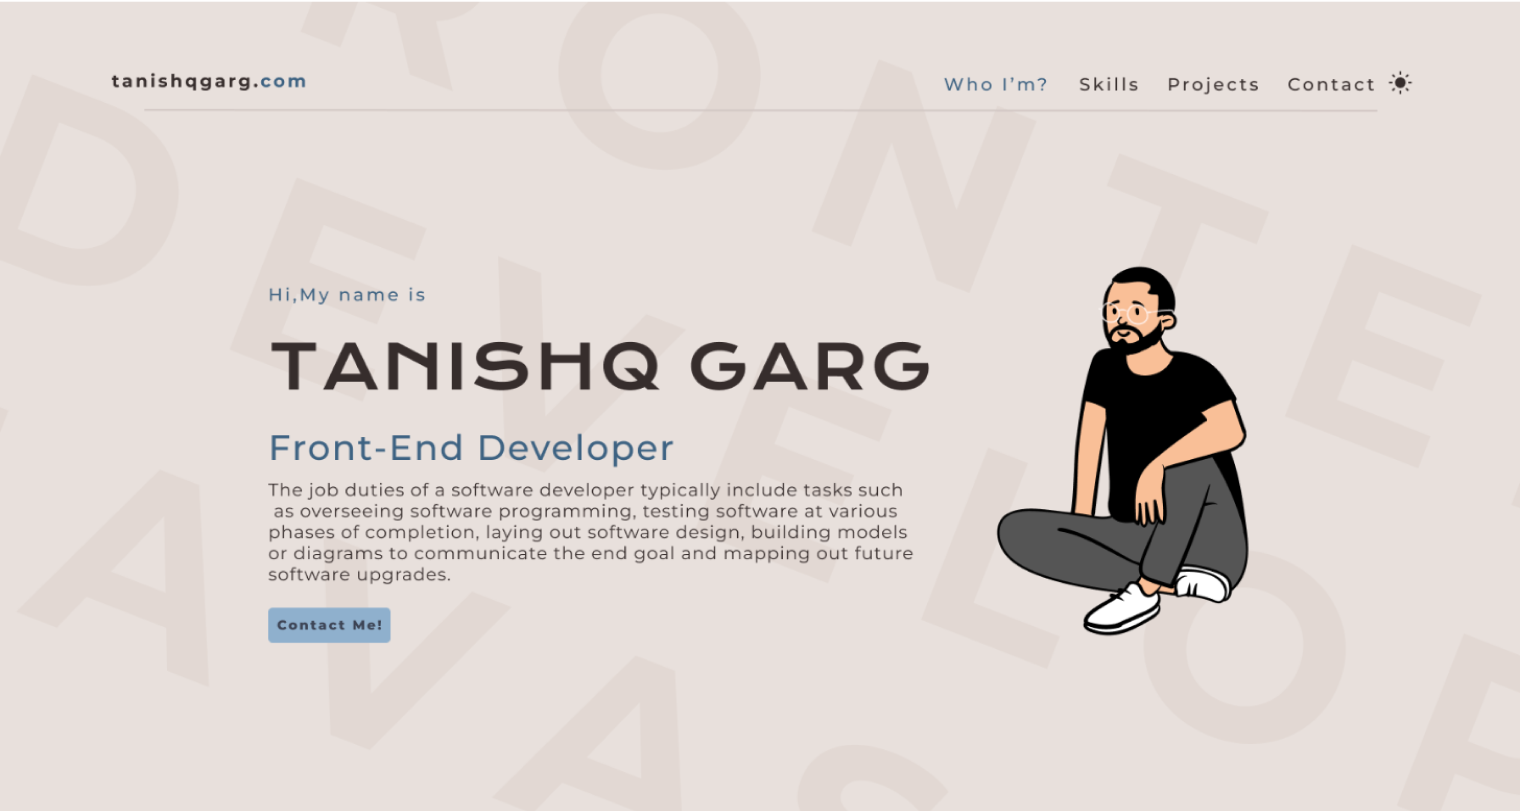 tanishqgarg.com
Who I'm? Skills Projects Contact
Hi,My name is
TANISHQ GARG
Front-End Developer
The job duties of a software developer typically include tasks such
as overseeing software programming, testing software at various
phases of completion, laying out software design, building models
or diagrams to communicate the end goal and mapping out future
software upgrades.
Contact Me!